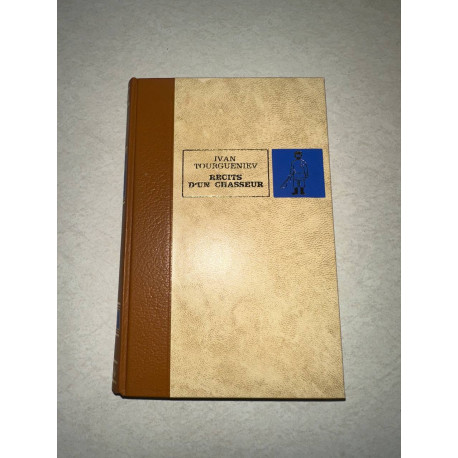 IVAN
TOURGUENIEV
RECITS
D'UN CHASSEUR